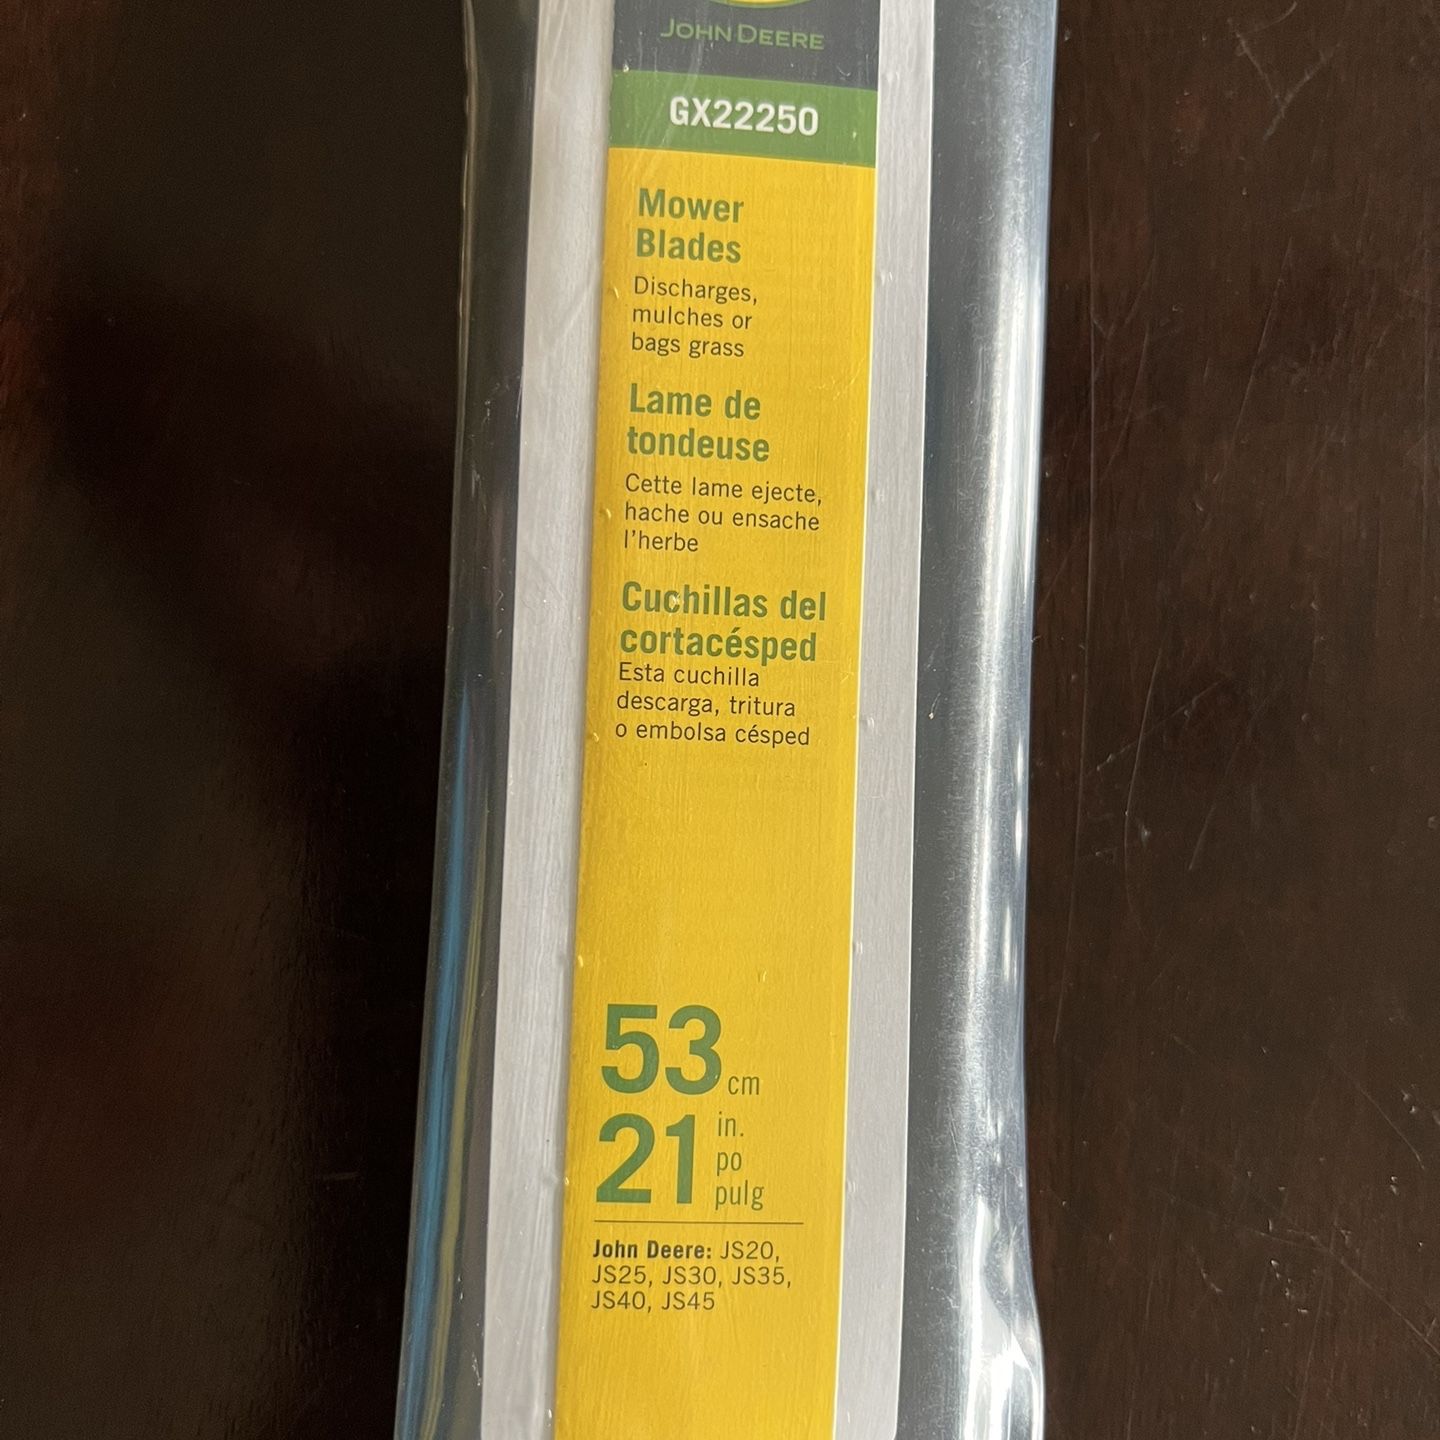 JOHN DEERE
GX22250
Mower
Blades
Discharges,
mulches or
bags grass
Lame de
tondeuse
Cette lame ejecte,
hache ou ensache
l'herbe
Cuchillas del
cortacésped
Esta cuchilla
descarga, tritura
o embolsa césped
53 cm
21 in.
po
pulg
John Deere: JS20,
JS25, JS30, JS35,
JS40, JS45